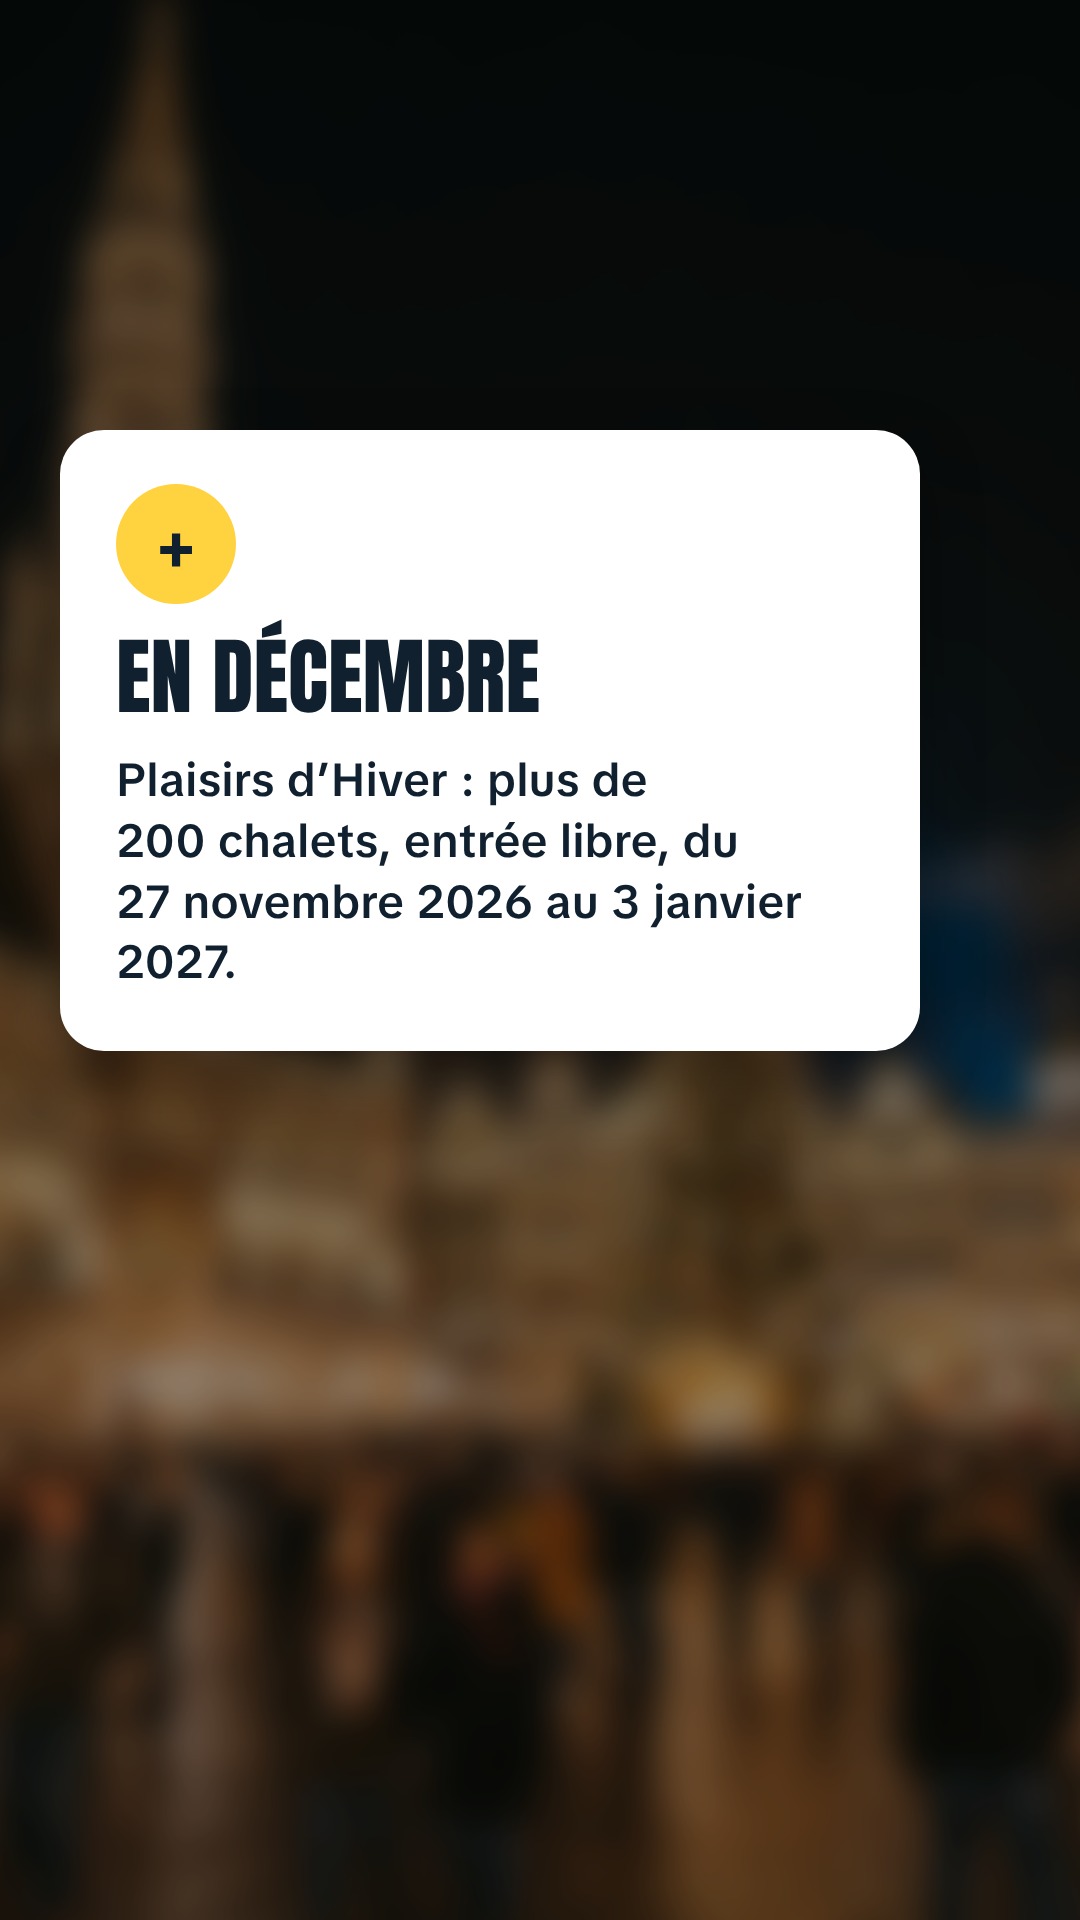 +
EN DÉCEMBRE
Plaisirs d’Hiver : plus de
200 chalets, entrée libre, du
27 novembre 2026 au 3 janvier
2027.